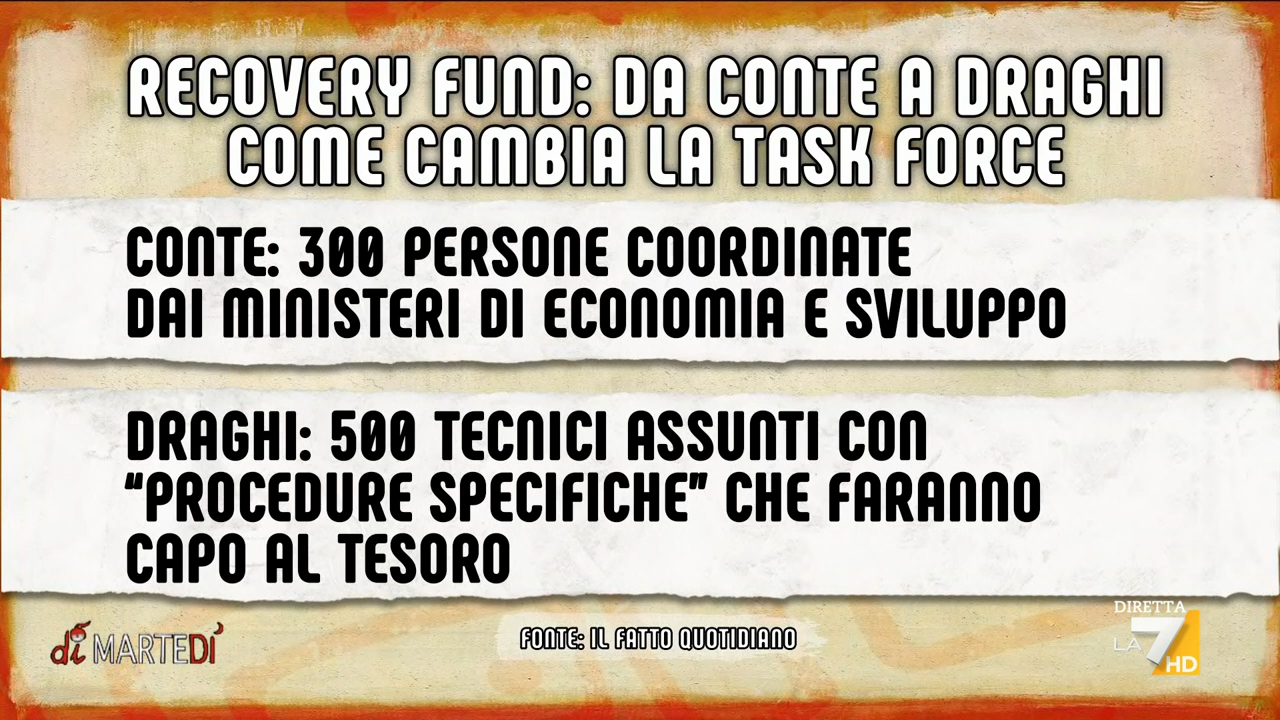 RECOVERY FUND: DA CONTE A DRAGHI
COME CAMBIA LA TASK FORCE
CONTE: 300 PERSONE COORDINATE
DAI MINISTERI DI ECONOMIA E SVILUPPO
DRAGHI: 500 TECNICI ASSUNTI CON
“PROCEDURE SPECIFICHE” CHE FARANNO
CAPO AL TESORO
dì MARTEDÌ
FONTE: IL FATTO QUOTIDIANO
DIRETTA
LA 7 HD